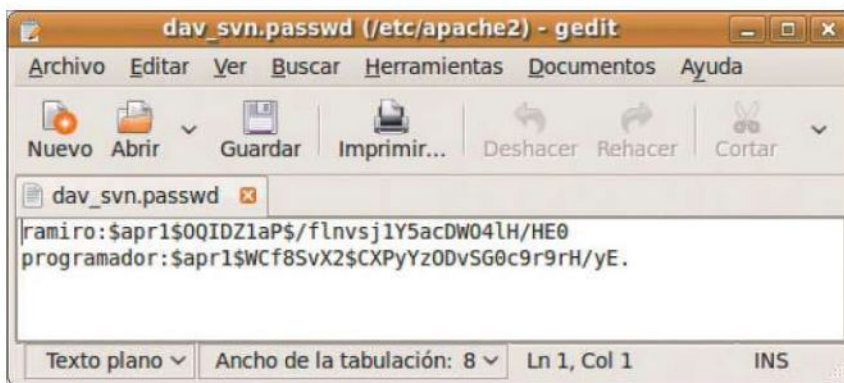 dav_svn.passwd (/etc/apache2) - gedit
Archivo Editar Ver Buscar Herramientas Documentos Ayuda
Nuevo Abrir Guardar Imprimir... Deshacer Rehacer Cortar
dav_svn.passwd
ramiro:$apr1$OQIDZ1aP$/flnvsj1Y5acDWO4lH/HE0
programador:$apr1$WCf8SvX2$CXPyYzODvSG0c9r9rH/yE.
Texto plano Ancho de la tabulación: 8 Ln 1, Col 1 INS